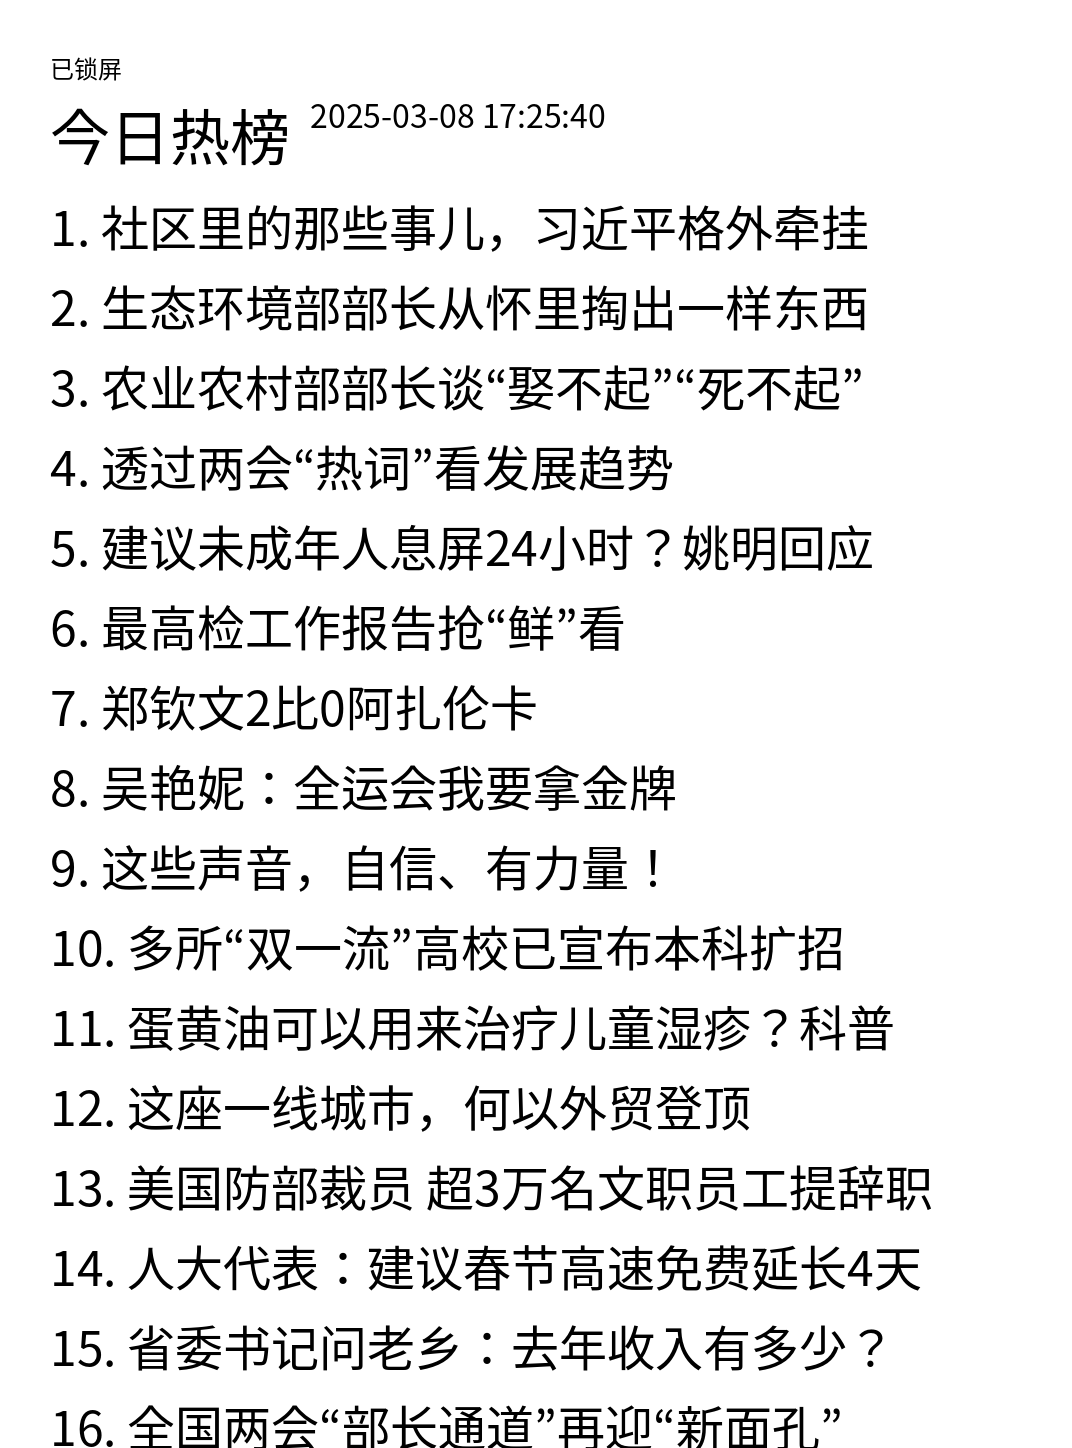 已锁屏
今日热榜 2025-03-08 17:25:40
1. 社区里的那些事儿，习近平格外牵挂
2. 生态环境部部长从怀里掏出一样东西
3. 农业农村部部长谈“娶不起”“死不起”
4. 透过两会“热词”看发展趋势
5. 建议未成年人息屏24小时？姚明回应
6. 最高检工作报告抢“鲜”看
7. 郑钦文2比0阿扎伦卡
8. 吴艳妮：全运会我要拿金牌
9. 这些声音，自信、有力量！
10. 多所“双一流”高校已宣布本科扩招
11. 蛋黄油可以用来治疗儿童湿疹？科普
12. 这座一线城市，何以外贸登顶
13. 美国防部裁员 超3万名文职员工提辞职
14. 人大代表：建议春节高速免费延长4天
15. 省委书记问老乡：去年收入有多少？
16. 全国两会“部长通道”再迎“新面孔”